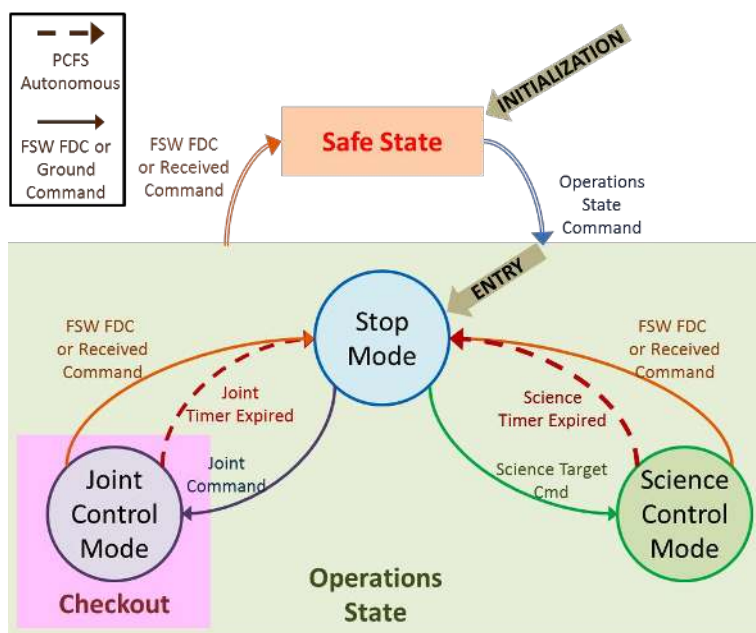 PCFS
Autonomous
FSW FDC or
Ground
Command
INITIALIZATION
Safe State
FSW FDC
or Received
Command
Operations
State
Command
ENTRY
Stop
Mode
FSW FDC
or Received
Command
FSW FDC
or Received
Command
Joint
Timer Expired
Science
Timer Expired
Joint
Command
Science Target
Cmd
Joint
Control
Mode
Science
Control
Mode
Checkout
Operations
State